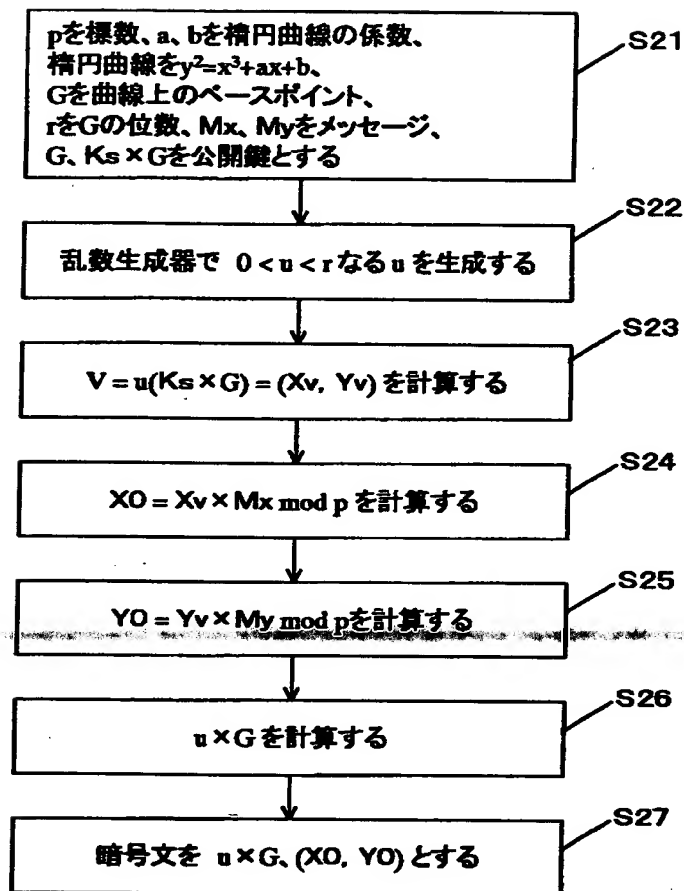 pを標数、a、bを楕円曲線の係数、
楕円曲線をy²=x³+ax+b、
Gを曲線上のベースポイント、
rをGの位数、Mx、Myをメッセージ、
G、Ks×Gを公開鍵とする
S21
S22
乱数生成器で 0<u<rなるuを生成する
S23
V=u(Ks×G)=(Xv, Yv)を計算する
S24
X0=Xv×Mx mod pを計算する
S25
Y0=Yv×My mod pを計算する
S26
u×Gを計算する
S27
暗号文を u×G、(X0, Y0)とする